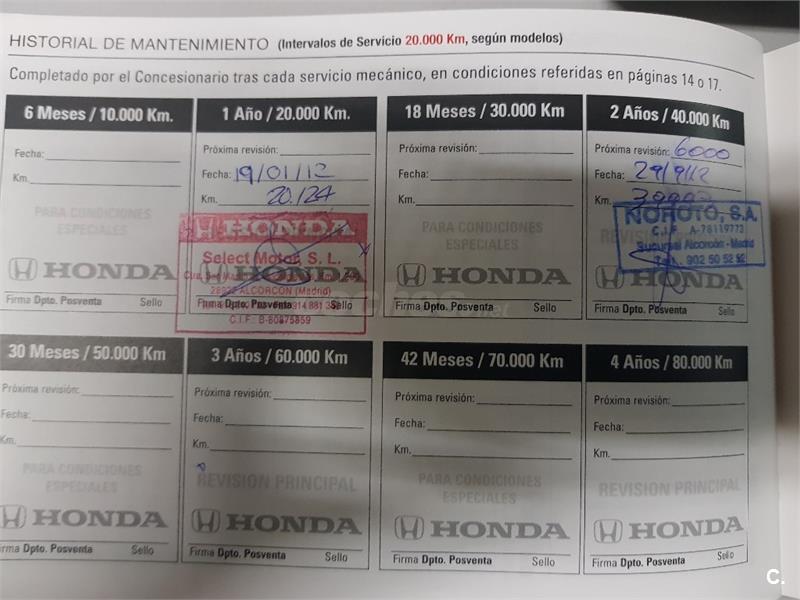 HISTORIAL DE MANTENIMIENTO (Intervalos de Servicio 20.000 Km, según modelos)
Completado por el Concesionario tras cada servicio mecánico, en condiciones referidas en páginas 14 o 17.
6 Meses / 10.000 Km.
Fecha:
Km.
PARA CONDICIONES
ESPECIALES
HONDA
Firma Dpto. Posventa Sello
1 Año / 20.000 Km.
Próxima revisión:
Fecha: 19/01/12
Km. 20.124
HONDA
Select Motor, S. L.
ALCORCON (Madrid)
C.I.F.: B-80875859
HONDA
Firma Dpto. Posventa Sello
18 Meses / 30.000 Km
Próxima revisión:
Fecha:
Km.
PARA CONDICIONES
ESPECIALES
HONDA
Firma Dpto. Posventa Sello
2 Años / 40.000 Km
Próxima revisión: 6000
Fecha: 29/9/12
Km.
NOROTO, S.A.
C.I.F. A-78119773
Sucursal Alcorcón - Madrid
Tel. 902 50 52 92
HONDA
Firma Dpto. Posventa Sello
30 Meses / 50.000 Km
Próxima revisión:
Fecha:
Km.
PARA CONDICIONES
ESPECIALES
HONDA
Firma Dpto. Posventa Sello
3 Años / 60.000 Km
Próxima revisión:
Fecha:
Km.
REVISION PRINCIPAL
HONDA
Firma Dpto. Posventa Sello
42 Meses / 70.000 Km
Próxima revisión:
Fecha:
Km.
PARA CONDICIONES
ESPECIALES
HONDA
Firma Dpto. Posventa Sello
4 Años / 80.000 Km
Próxima revisión:
Fecha:
Km.
REVISION PRINCIPAL
HONDA
Firma Dpto. Posventa Sello
C.